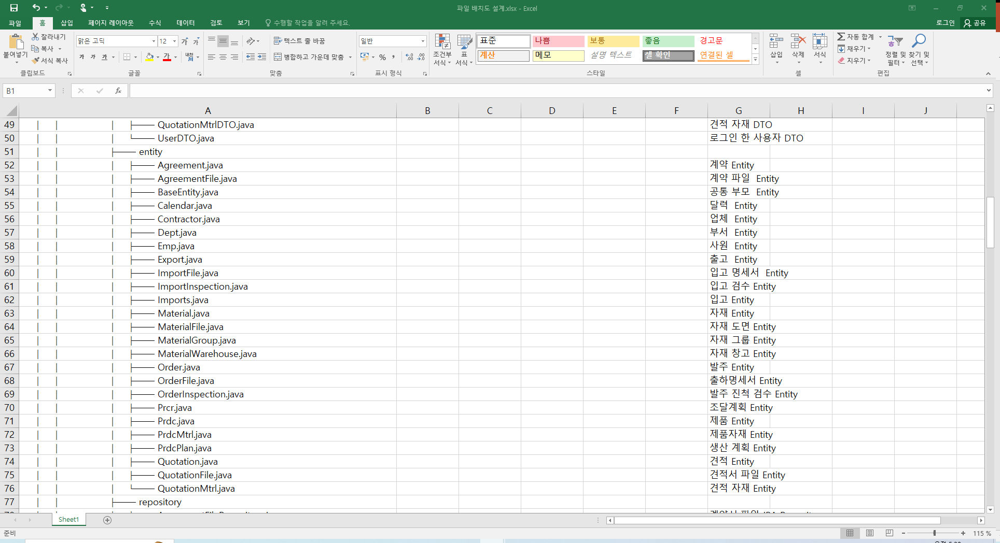 파일 배치도 설계.xlsx - Excel
파일 홈 삽입 페이지 레이아웃 수식 데이터 검토 보기 수행할 작업을 알려 주세요. 로그인 공유
붙여넣기 잘라내기 복사 서식 복사 클립보드
맑은 고딕 12 가 가 가 가 가 가 내천 글꼴
텍스트 줄 바꿈 병합하고 가운데 맞춤 맞춤
일반 % 표시 형식
조건부 서식 표 서식
표준 나쁨 보통 좋음 경고문
계산 메모 설명 텍스트 셀 확인 연결된 셀
스타일
삽입 삭제 서식 셀
자동 합계 채우기 지우기 정렬 및 필터 찾기 및 선택 편집
B1 fx
A B C D E F G H I J
49 QuotationMtrlDTO.java 견적 자재 DTO
50 UserDTO.java 로그인 한 사용자 DTO
51 entity
52 Agreement.java 계약 Entity
53 AgreementFile.java 계약 파일 Entity
54 BaseEntity.java 공통 부모 Entity
55 Calendar.java 달력 Entity
56 Contractor.java 업체 Entity
57 Dept.java 부서 Entity
58 Emp.java 사원 Entity
59 Export.java 출고 Entity
60 ImportFile.java 입고 명세서 Entity
61 ImportInspection.java 입고 검수 Entity
62 Imports.java 입고 Entity
63 Material.java 자재 Entity
64 MaterialFile.java 자재 도면 Entity
65 MaterialGroup.java 자재 그룹 Entity
66 MaterialWarehouse.java 자재 창고 Entity
67 Order.java 발주 Entity
68 OrderFile.java 출하명세서 Entity
69 OrderInspection.java 발주 진척 검수 Entity
70 Prcr.java 조달계획 Entity
71 Prdc.java 제품 Entity
72 PrdcMtrl.java 제품자재 Entity
73 PrdcPlan.java 생산 계획 Entity
74 Quotation.java 견적 Entity
75 QuotationFile.java 견적서 파일 Entity
76 QuotationMtrl.java 견적 자재 Entity
77 repository
Sheet1
준비 115 %